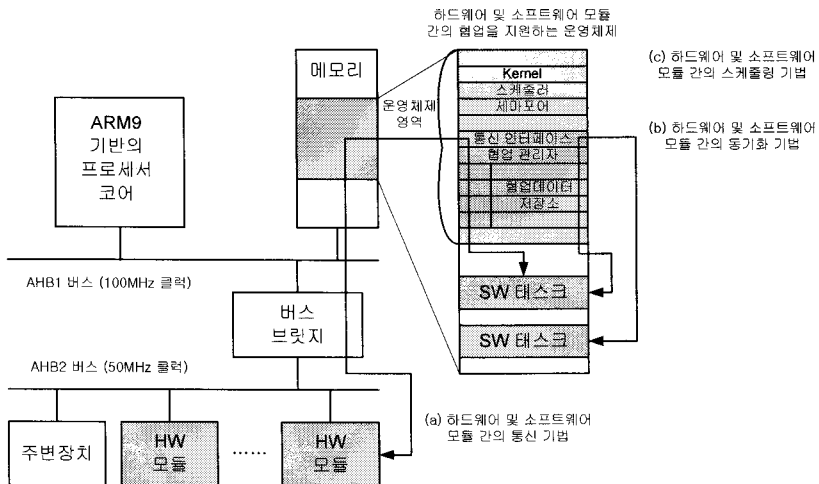 하드웨어 및 소프트웨어 모듈
간의 협업을 지원하는 운영체제
(c) 하드웨어 및 소프트웨어
모듈 간의 스케줄링 기법
메모리
Kernel
스케줄러
세마포어
운영체제
영역
(b) 하드웨어 및 소프트웨어
모듈 간의 동기화 기법
ARM9
기반의
프로세서
코어
통신 인터페이스
협업 관리자
협업데이터
저장소
AHB1 버스 (100MHz 클럭)
버스
브릿지
SW 태스크
SW 태스크
AHB2 버스 (50MHz 클럭)
(a) 하드웨어 및 소프트웨어
모듈 간의 통신 기법
주변장치
HW
모듈
......
HW
모듈